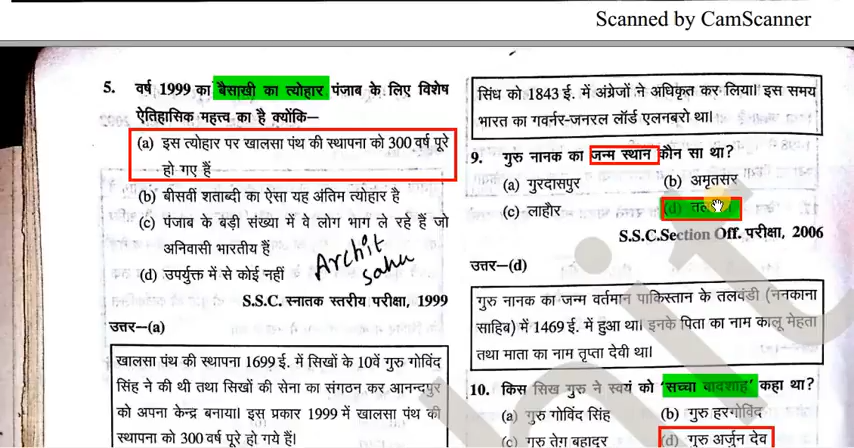 Scanned by CamScanner
5. वर्ष 1999 का बैसाखी का त्योहार पंजाब के लिए विशेष
ऐतिहासिक महत्त्व का है क्योंकि—
(a) इस त्योहार पर खालसा पंथ की स्थापना को 300 वर्ष पूरे
हो गए हैं
(b) बीसवीं शताब्दी का ऐसा यह अंतिम त्योहार है
(c) पंजाब के बड़ी संख्या में वे लोग भाग ले रहें हैं जो
अनिवासी भारतीय हैं
(d) उपर्युक्त में से कोई नहीं
Archit
sahu
S.S.C. स्नातक स्तरीय परीक्षा, 1999
उत्तर–(a)
खालसा पंथ की स्थापना 1699 ई. में सिखों के 10वें गुरु गोविंद
सिंह ने की थी तथा सिखों की सेना का संगठन कर आनन्दपुर
को अपना केन्द्र बनाया। इस प्रकार 1999 में खालसा पंथ की
स्थापना को 300 वर्ष पूरे हो गये हैं।
सिंध को 1843 ई. में अंग्रेजों ने अधिकृत कर लिया। इस समय
भारत का गवर्नर-जनरल लॉर्ड एलनबरो था।
9. गुरु नानक का जन्म स्थान कौन सा था?
(a) गुरदासपुर (b) अमृतसर
(c) लाहौर (d)
S.S.C.Section Off. परीक्षा, 2006
उत्तर–(d)
गुरु नानक का जन्म वर्तमान पाकिस्तान के तलवंडी (ननकाना
साहिब) में 1469 ई. में हुआ था। इनके पिता का नाम कालू मेहता
तथा माता का नाम तृप्ता देवी था।
10. किस सिख गुरु ने स्वयं को 'सच्चा बादशाह' कहा था?
(a) गुरु गोविंद सिंह (b) गुरु हरगोविंद
(c) गुरु तेग बहादुर (d) गुरु अर्जुन देव